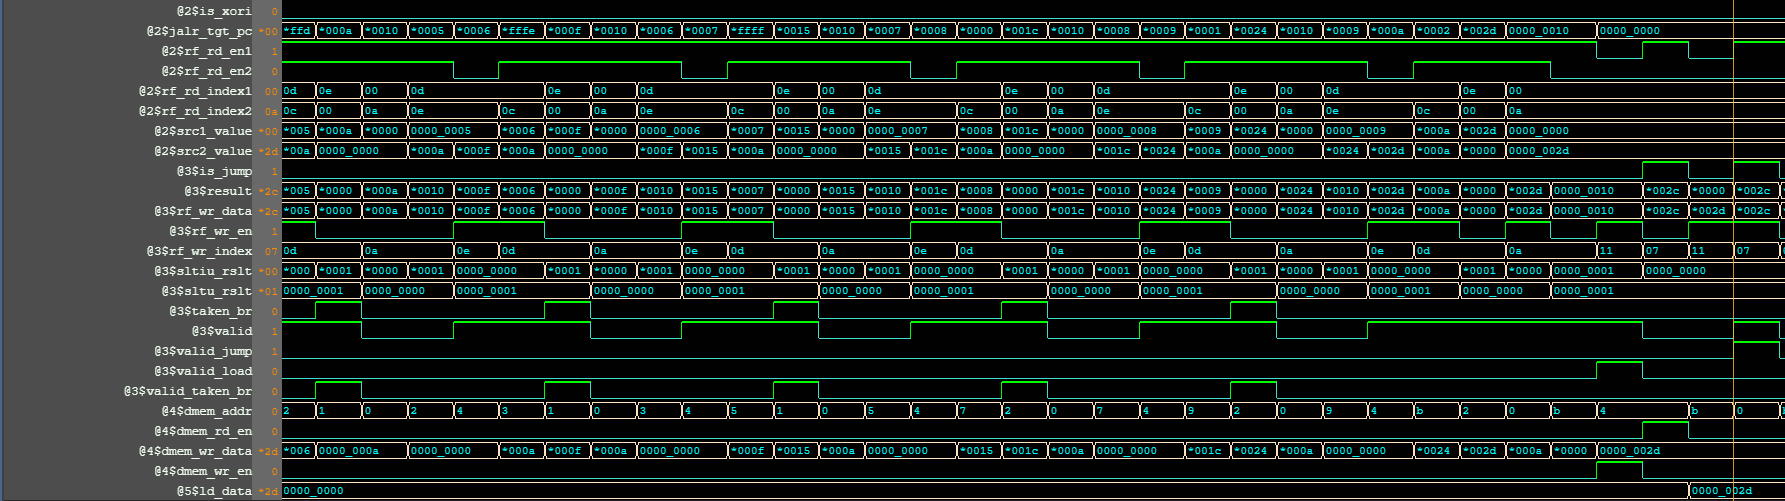 @2$is_xori 0
@2$jalr_tgt_pc *00 *ffd *000a *0010 *0005 *0006 *fffe *000f *0010 *0006 *0007 *ffff *0015 *0010 *0007 *0008 *0000 *001c *0010 *0008 *0009 *0001 *0024 *0010 *0009 *000a *0002 *002d 0000_0010 0000_0000
@2$rf_rd_en1 1
@2$rf_rd_en2 0
@2$rf_rd_index1 00 0d 0e 00 0d 0e 00 0d 0e 00 0d 0e 00 0d 0e 00 0d 0e 00
@2$rf_rd_index2 0a 0c 00 0a 0e 0c 00 0a 0e 0c 00 0a 0e 0c 00 0a 0e 0c 00 0a 0e 0c 00 0a
@2$src1_value *00 *005 *000a *0000 0000_0005 *0006 *000f *0000 0000_0006 *0007 *0015 *0000 0000_0007 *0008 *001c *0000 0000_0008 *0009 *0024 *0000 0000_0009 *000a *002d 0000_0000
@2$src2_value *2d *00a 0000_0000 *000a *000f *000a 0000_0000 *000f *0015 *000a 0000_0000 *0015 *001c *000a 0000_0000 *001c *0024 *000a 0000_0000 *0024 *002d *000a *0000 0000_002d
@3$is_jump 1
@3$result *2c *005 *0000 *000a *0010 *000f *0006 *0000 *000f *0010 *0015 *0007 *0000 *0015 *0010 *001c *0008 *0000 *001c *0010 *0024 *0009 *0000 *0024 *0010 *002d *000a *0000 *002d 0000_0010 *002c *0000 *002c
@3$rf_wr_data *2c *005 *0000 *000a *0010 *000f *0006 *0000 *000f *0010 *0015 *0007 *0000 *0015 *0010 *001c *0008 *0000 *001c *0010 *0024 *0009 *0000 *0024 *0010 *002d *000a *0000 *002d 0000_0010 *002c *002d *002c
@3$rf_wr_en 1
@3$rf_wr_index 07 0d 0a 0e 0d 0a 0e 0d 0a 0e 0d 0a 0e 0d 0a 0e 0d 0a 11 07 11 07
@3$sltiu_rslt *00 *000 *0001 *0000 *0001 0000_0000 *0001 *0000 *0001 0000_0000 *0001 *0000 *0001 0000_0000 *0001 *0000 *0001 0000_0000 *0001 *0000 *0001 0000_0000 *0001 *0000 0000_0001 0000_0000
@3$sltu_rslt *01 0000_0001 0000_0000 0000_0001 0000_0000 0000_0001 0000_0000 0000_0001 0000_0000 0000_0001 0000_0000 0000_0001 0000_0000 0000_0001
@3$taken_br 0
@3$valid 1
@3$valid_jump 1
@3$valid_load 0
@3$valid_taken_br 0
@4$dmem_addr 0 2 1 0 2 4 3 1 0 3 4 5 1 0 5 4 7 2 0 7 4 9 2 0 9 4 b 2 0 b 4 b 0
@4$dmem_rd_en 0
@4$dmem_wr_data *2d *006 0000_000a 0000_0000 *000a *000f *000a 0000_0000 *000f *0015 *000a 0000_0000 *0015 *001c *000a 0000_0000 *001c *0024 *000a 0000_0000 *0024 *002d *000a *0000 0000_002d
@4$dmem_wr_en 0
@5$ld_data *2d 0000_0000 0000_002d